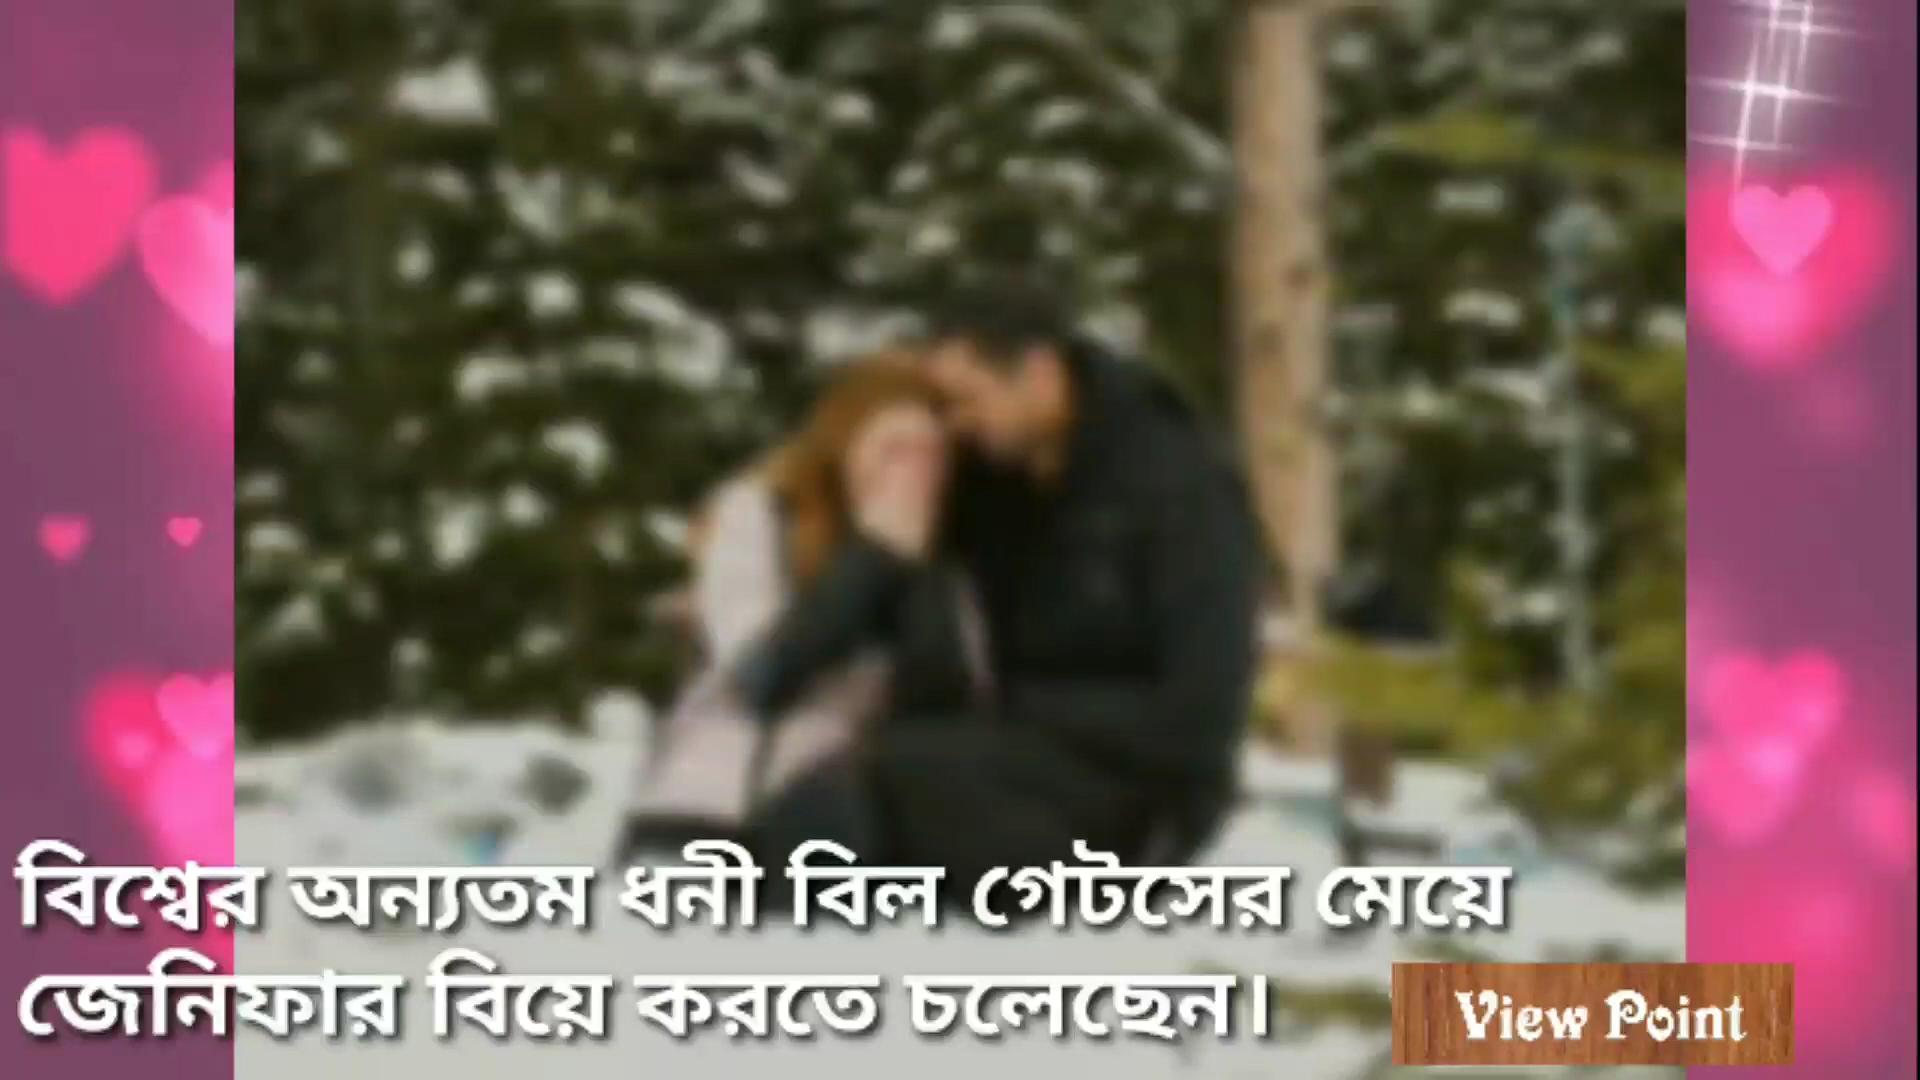 বিশ্বের অন্যতম ধনী বিল গেটসের মেয়ে
জেনিফার বিয়ে করতে চলেছেন।
View Point